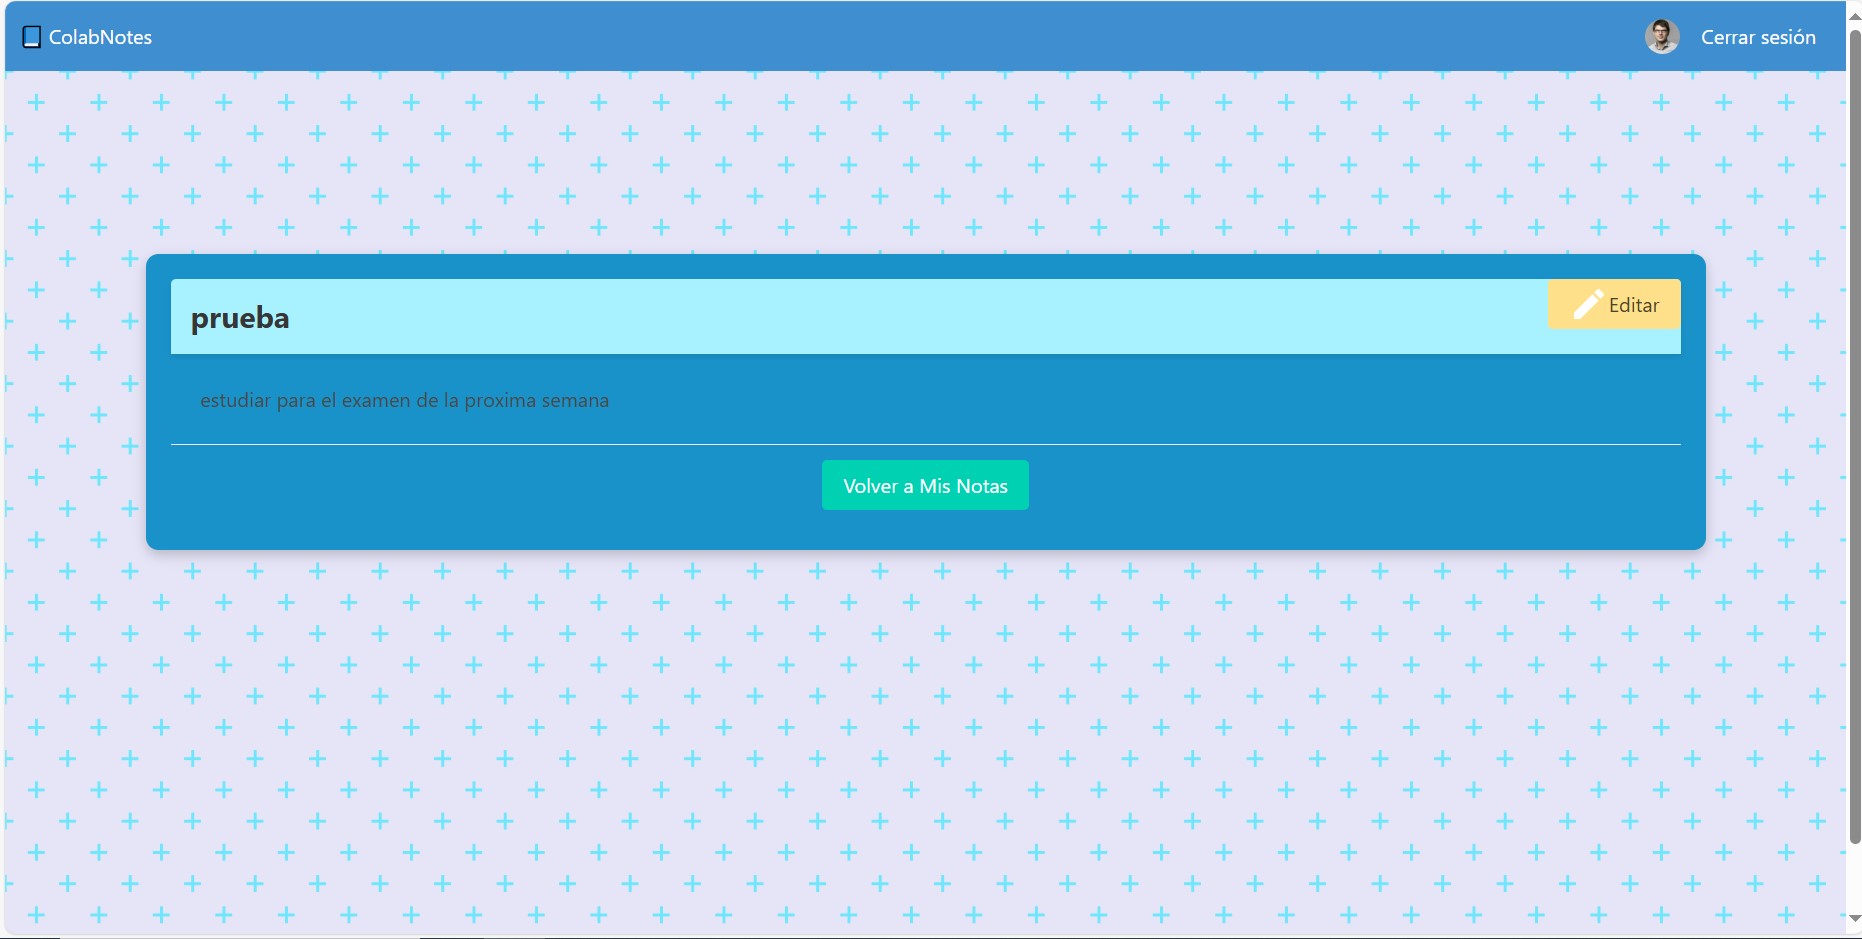 ColabNotes
Cerrar sesión
prueba
Editar
estudiar para el examen de la proxima semana
Volver a Mis Notas